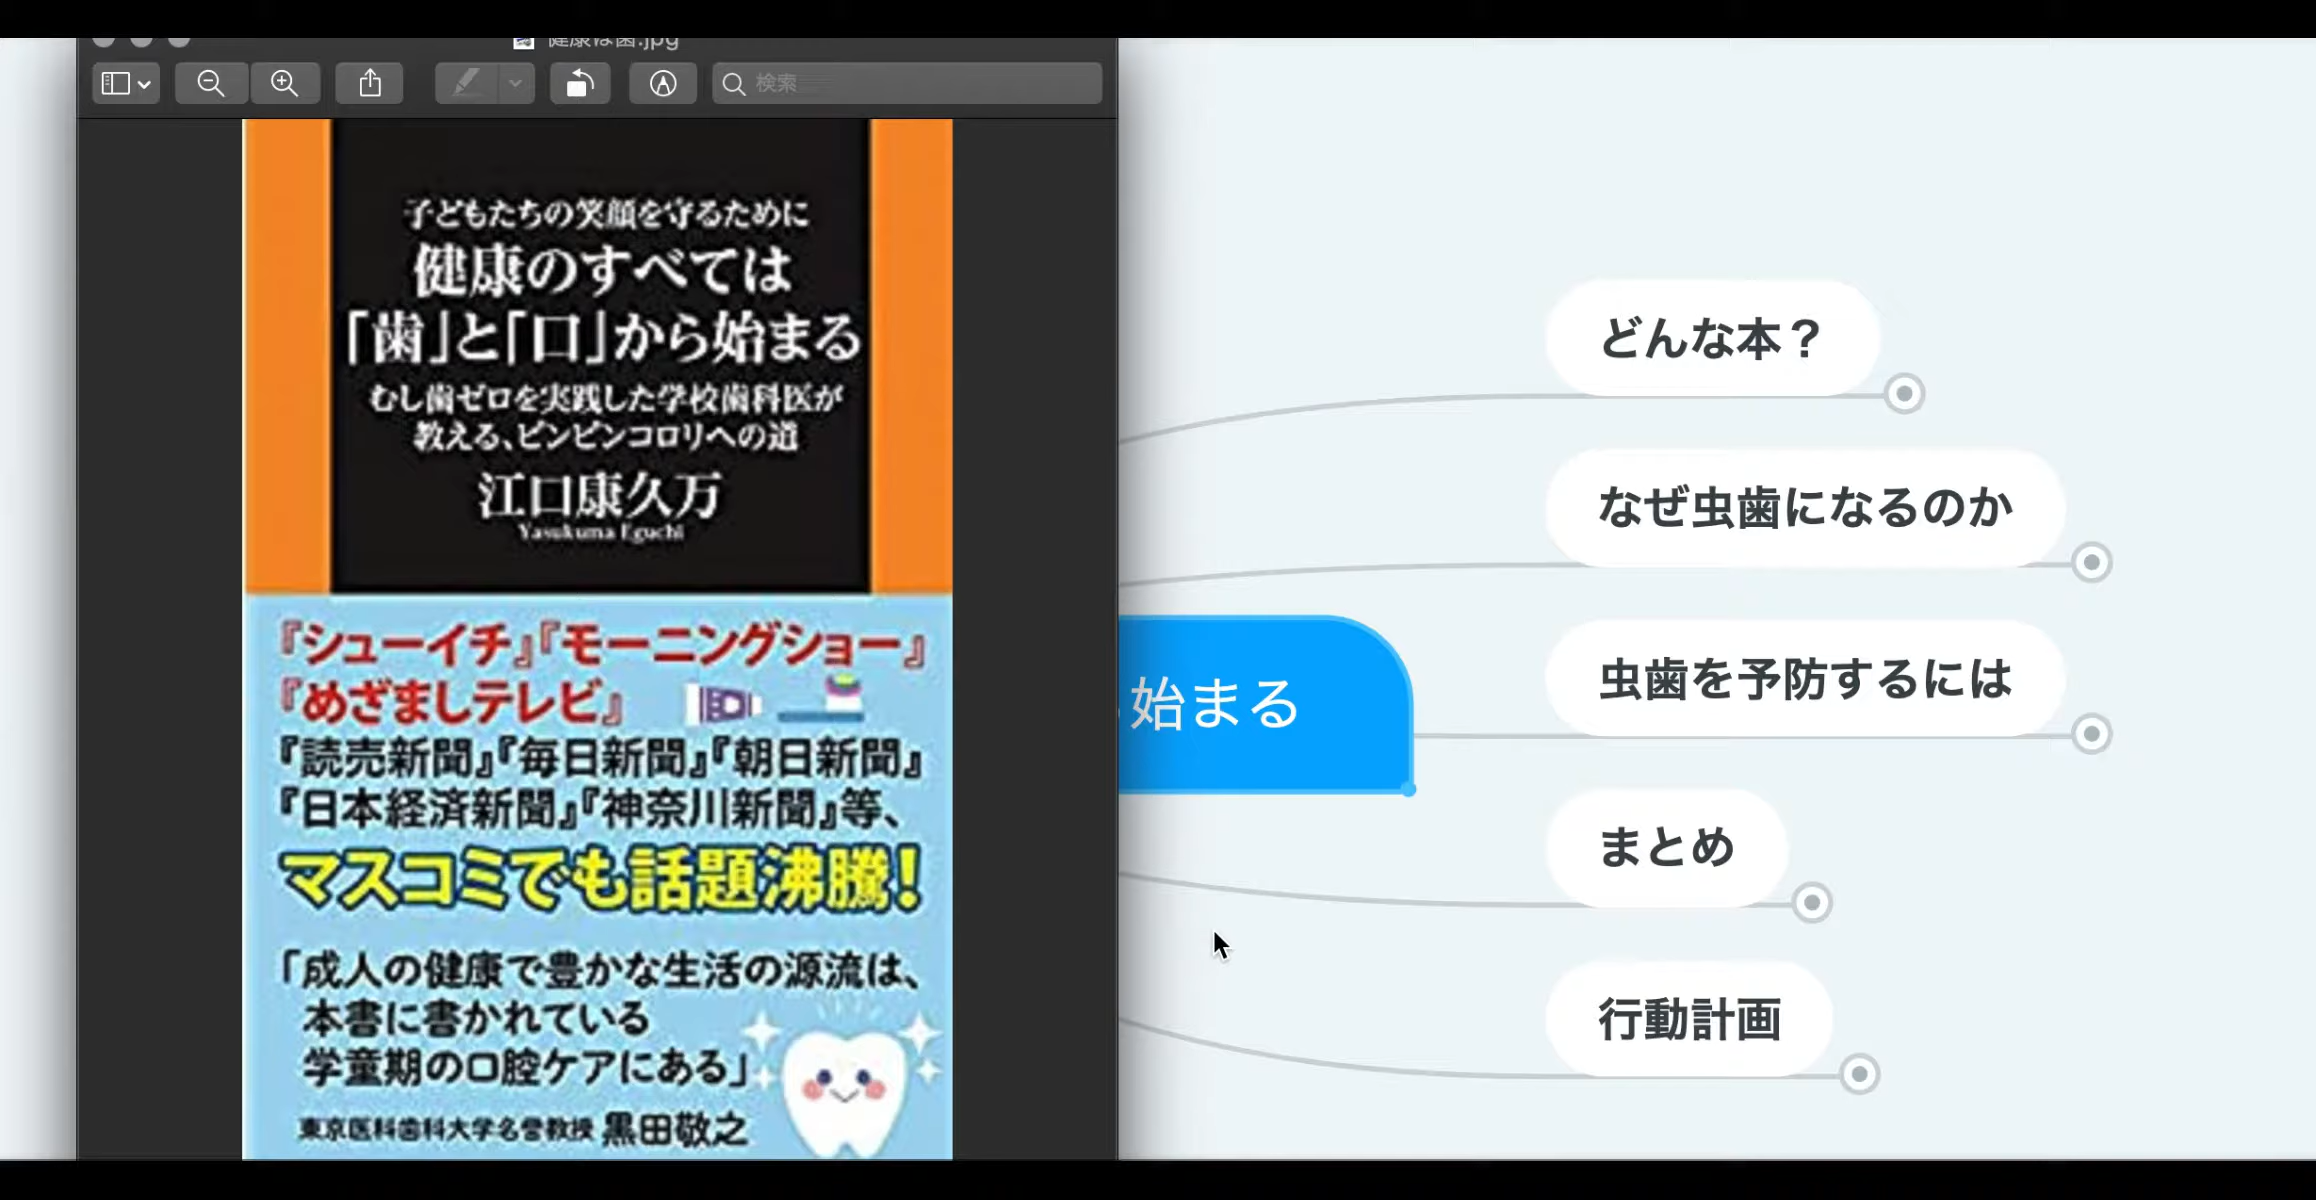 健康は歯.jpg
検索
子どもたちの笑顔を守るために
健康のすべては
「歯」と「口」から始まる
むし歯ゼロを実践した学校歯科医が
教える、ピンピンコロリへの道
江口康久万
Yasukuma Eguchi
『シューイチ』『モーニングショー』
『めざましテレビ』
『読売新聞』『毎日新聞』『朝日新聞』
『日本経済新聞』『神奈川新聞』等、
マスコミでも話題沸騰!
「成人の健康で豊かな生活の源流は、
本書に書かれている
学童期の口腔ケアにある」
東京医科歯科大学名誉教授 黒田敬之
始まる
どんな本？
なぜ虫歯になるのか
虫歯を予防するには
まとめ
行動計画